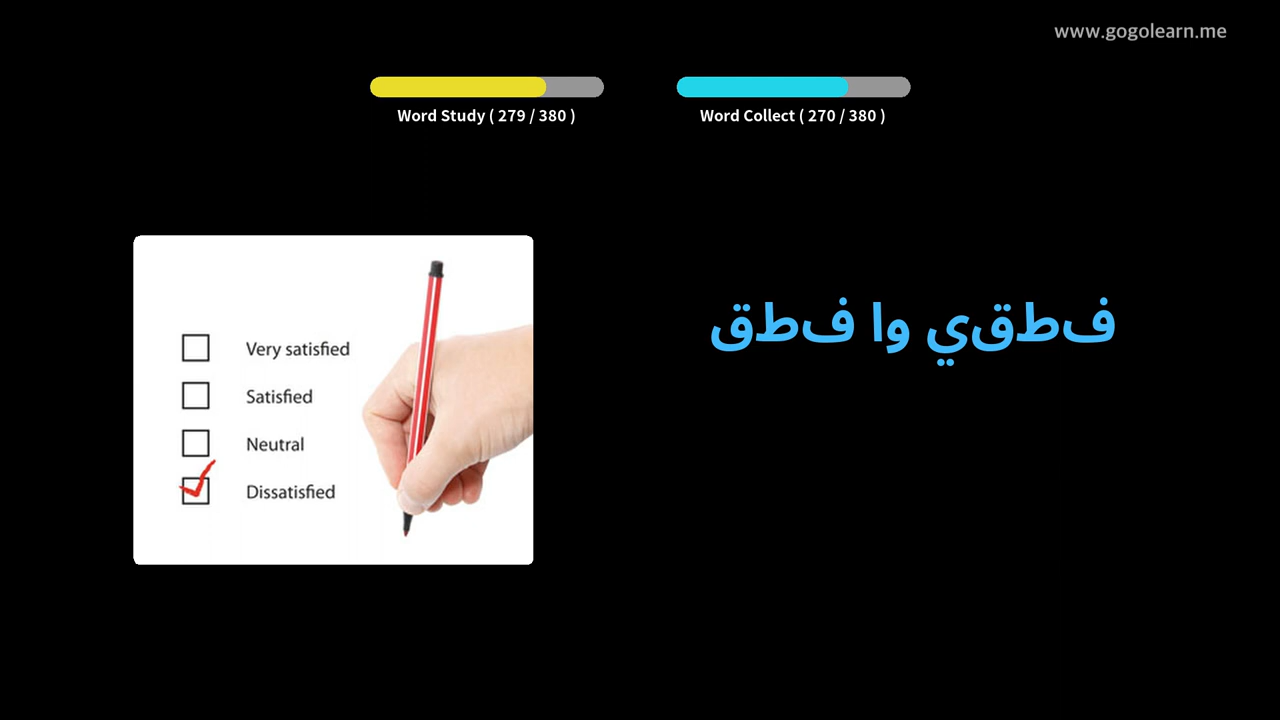 www.gogolearn.me
Word Study ( 279 / 380 )
Word Collect ( 270 / 380 )
فطقي وا فطق
Very satisfied
Satisfied
Neutral
Dissatisfied